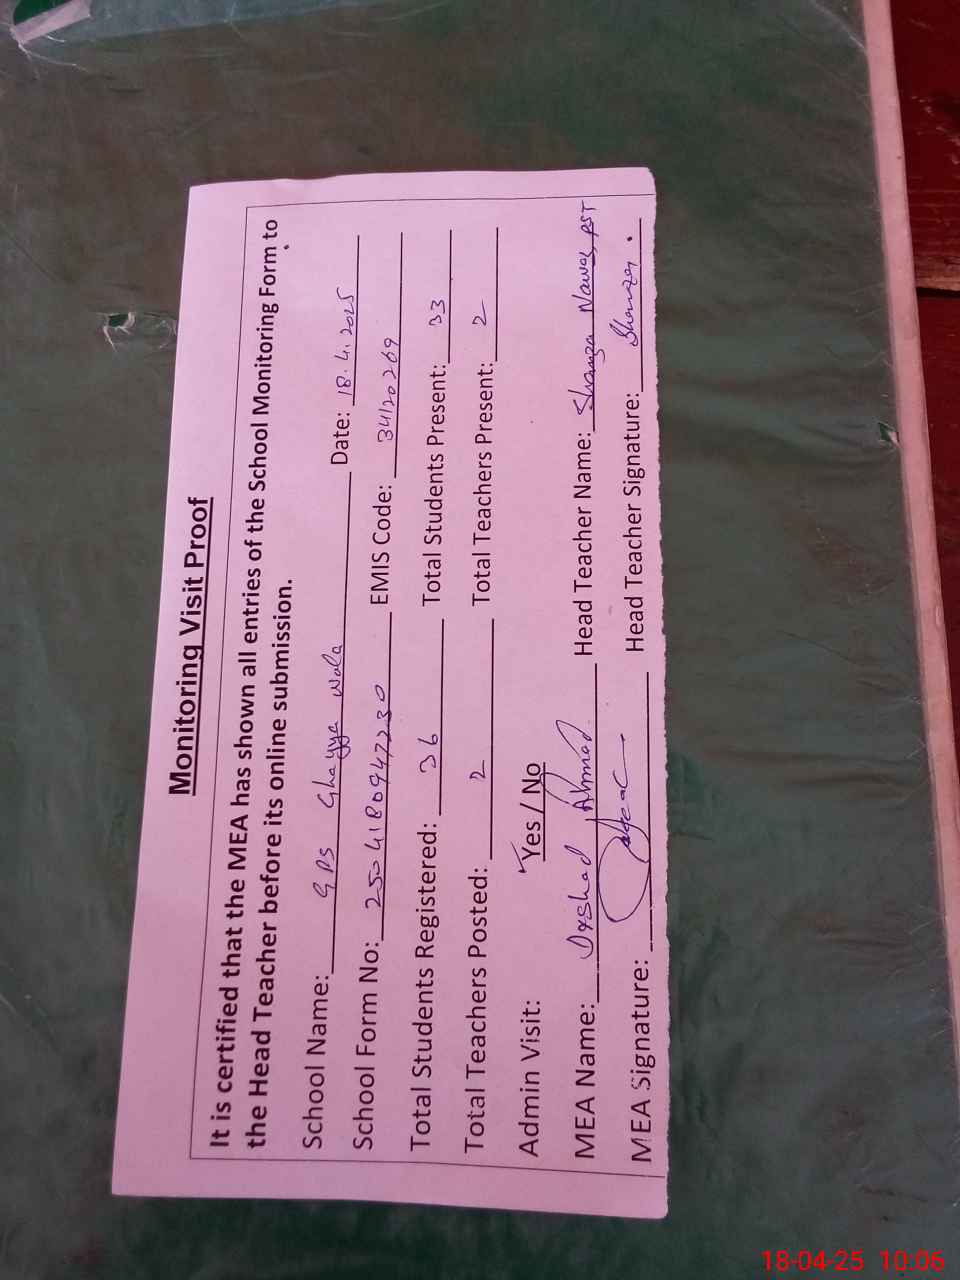 Monitoring Visit Proof
It is certified that the MEA has shown all entries of the School Monitoring Form to
the Head Teacher before its online submission.
School Name: GPS Ghayya Wala Date: 18.4.2025
School Form No: 250418094723 0 EMIS Code: 34120269
Total Students Registered: 36 Total Students Present: 33
Total Teachers Posted: 2 Total Teachers Present: 2
Admin Visit: Yes / No
MEA Name: Arshad Ahmad Head Teacher Name: Shamza Nawaz PST
MEA Signature: Head Teacher Signature:
18-04-25 10:06